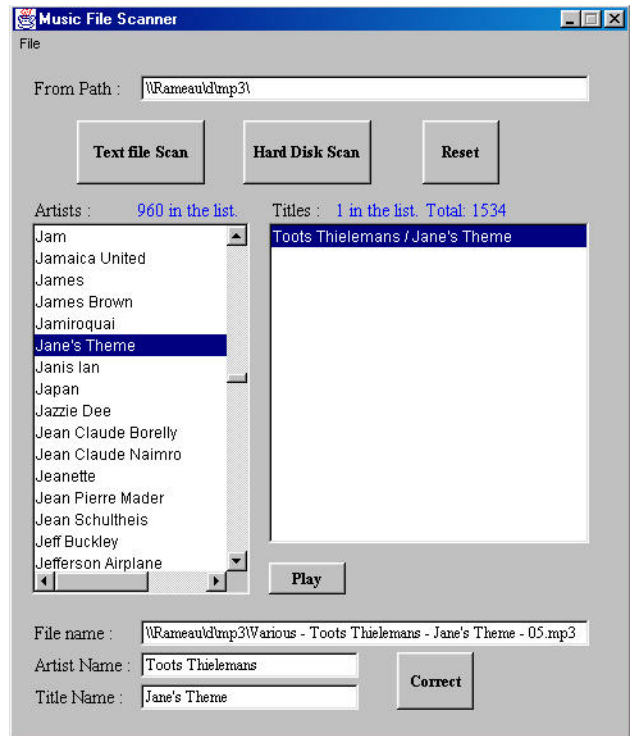 Music File Scanner
File
From Path : \\Rameau\d\mp3\
Text file Scan Hard Disk Scan Reset
Artists : 960 in the list. Titles : 1 in the list. Total: 1534
Jam
Jamaica United
James
James Brown
Jamiroquai
Jane's Theme
Janis Ian
Japan
Jazzie Dee
Jean Claude Borelly
Jean Claude Naimro
Jeanette
Jean Pierre Mader
Jean Schultheis
Jeff Buckley
Jefferson Airplane
Toots Thielemans / Jane's Theme
Play
File name : \\Rameau\d\mp3\Various - Toots Thielemans - Jane's Theme - 05.mp3
Artist Name : Toots Thielemans
Title Name : Jane's Theme
Correct